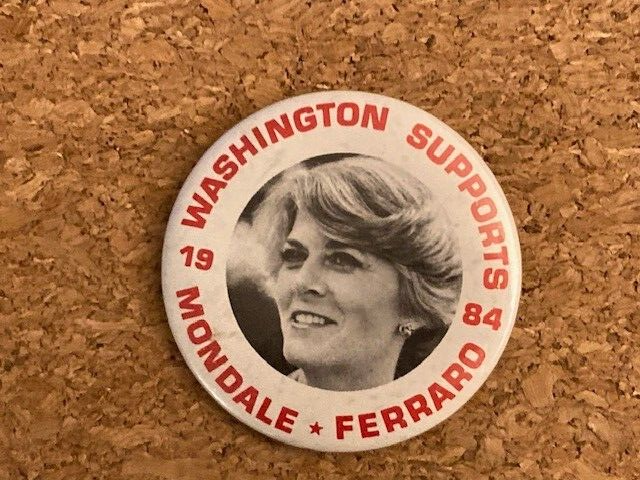 WASHINGTON SUPPORTS
19 84
MONDALE ★ FERRARO